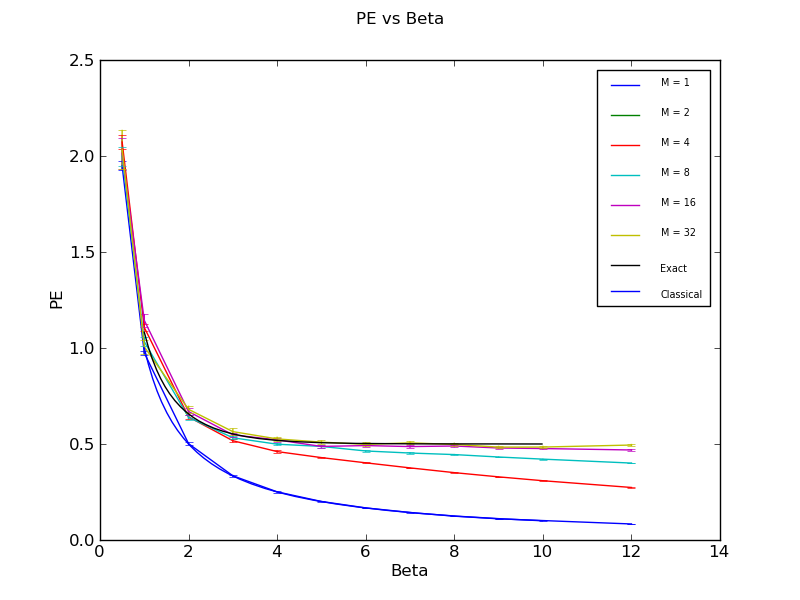 PE vs Beta
2.5
2.0
1.5
1.0
0.5
0.0
PE
0 2 4 6 8 10 12 14
Beta
M = 1
M = 2
M = 4
M = 8
M = 16
M = 32
Exact
Classical